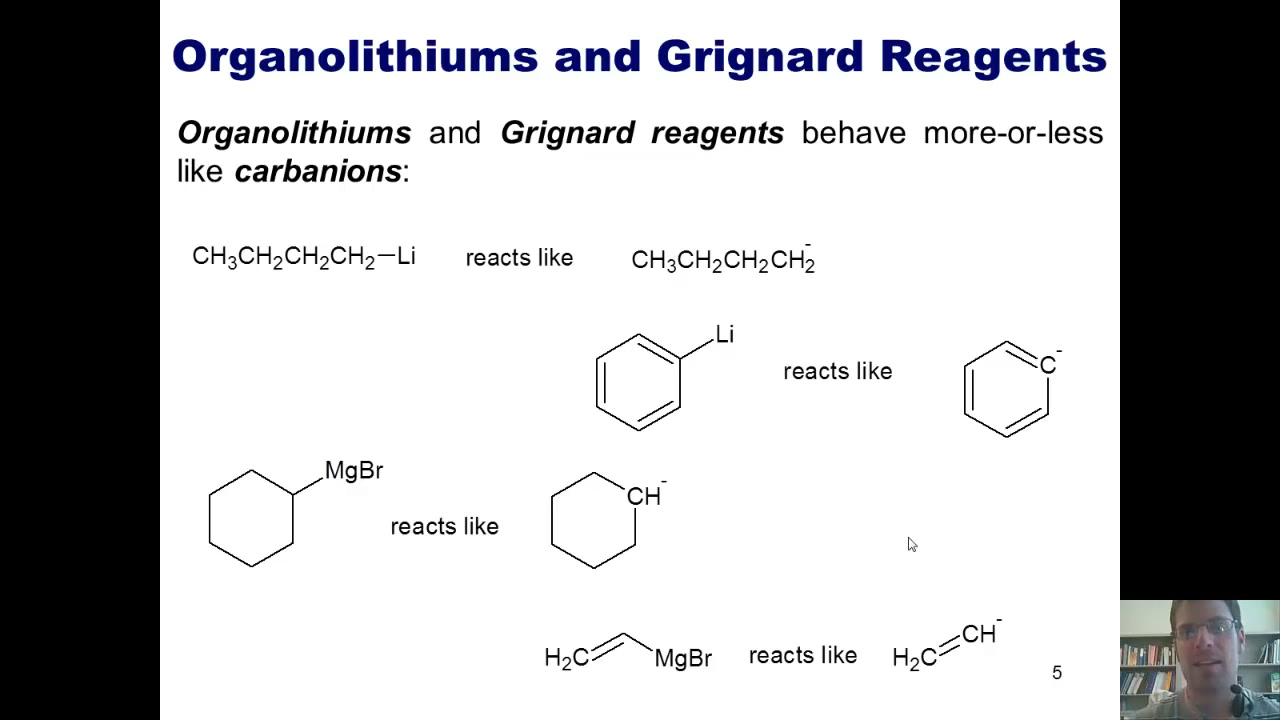 Organolithiums and Grignard Reagents
Organolithiums and Grignard reagents behave more-or-less
like carbanions:
CH3CH2CH2CH2—Li reacts like CH3CH2CH2CH2-
Li
reacts like
C-
MgBr
reacts like
CH-
H2C MgBr reacts like H2C CH-
5